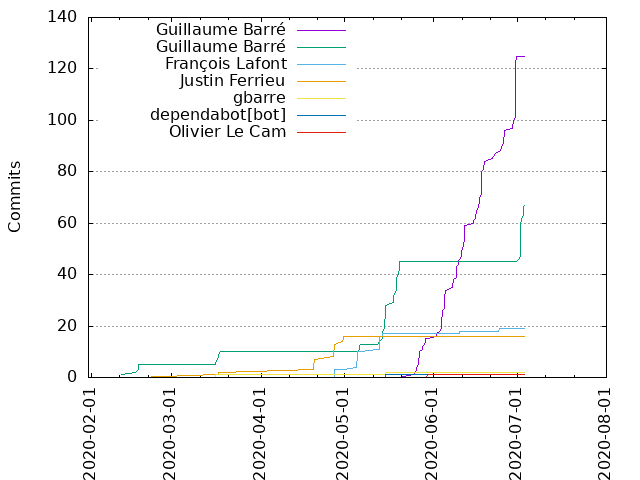 Guillaume Barré
Guillaume Barré
François Lafont
Justin Ferrieu
gbarre
dependabot[bot]
Olivier Le Cam
Commits
140
120
100
80
60
40
20
0
2020-02-01
2020-03-01
2020-04-01
2020-05-01
2020-06-01
2020-07-01
2020-08-01